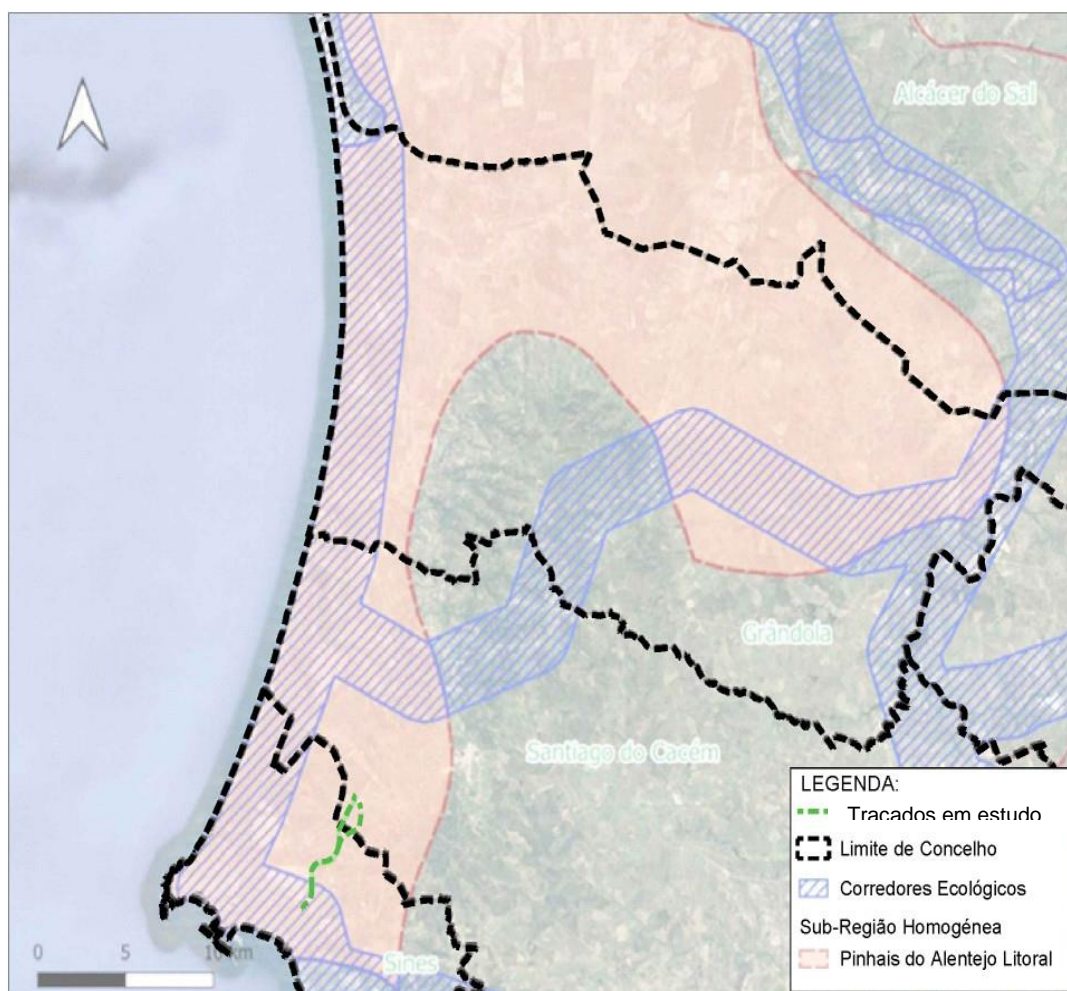 Alcácer do Sal
Grândola
Santiago do Cacém
Sines
0 5 10 km
LEGENDA:
Tracados em estudo
Limite de Concelho
Corredores Ecológicos
Sub-Região Homogénea
Pinhais do Alentejo Litoral